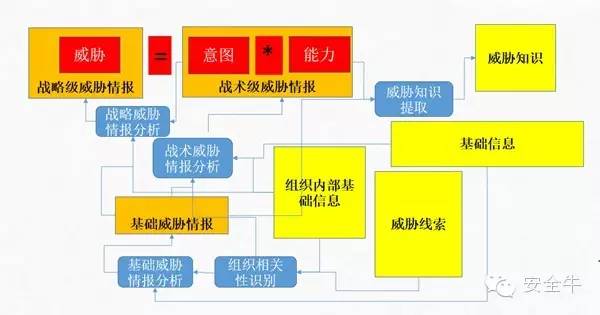 威胁
=
意图
*
能力
战略级威胁情报
战术级威胁情报
威胁知识
战略威胁
情报分析
威胁知识
提取
战术威胁
情报分析
基础信息
组织内部基
础信息
基础威胁情报
威胁线索
基础威胁
情报分析
组织相关
性识别
安全牛